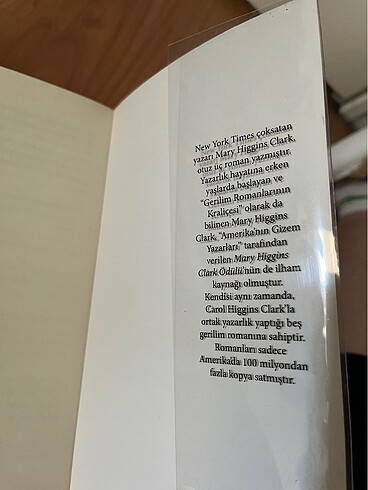 New York Times çoksatan
yazarı Mary Higgins Clark,
otuz üç roman yazmıştır.
Yazarlık hayatına erken
yaşlarda başlayan ve
"Gerilim Romanlarının
Kraliçesi" olarak da
bilinen Mary Higgins
Clark, "Amerika'nın Gizem
Yazarları" tarafından
verilen Mary Higgins
Clark Ödülü'nün de ilham
kaynağı olmuştur.
Kendisi aynı zamanda,
Carol Higgins Clark'la
ortak yazarlık yaptığı beş
gerilim romanına sahiptir.
Romanları sadece
Amerika'da 100 milyondan
fazla kopya satmıştır.